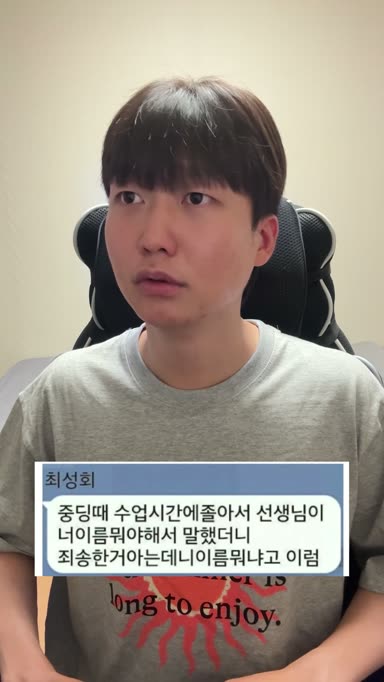 최성회
중딩때 수업시간에졸아서 선생님이
너이름뭐야해서 말했더니
죄송한거아는데니이름뭐냐고 이럼
is
long to enjoy.